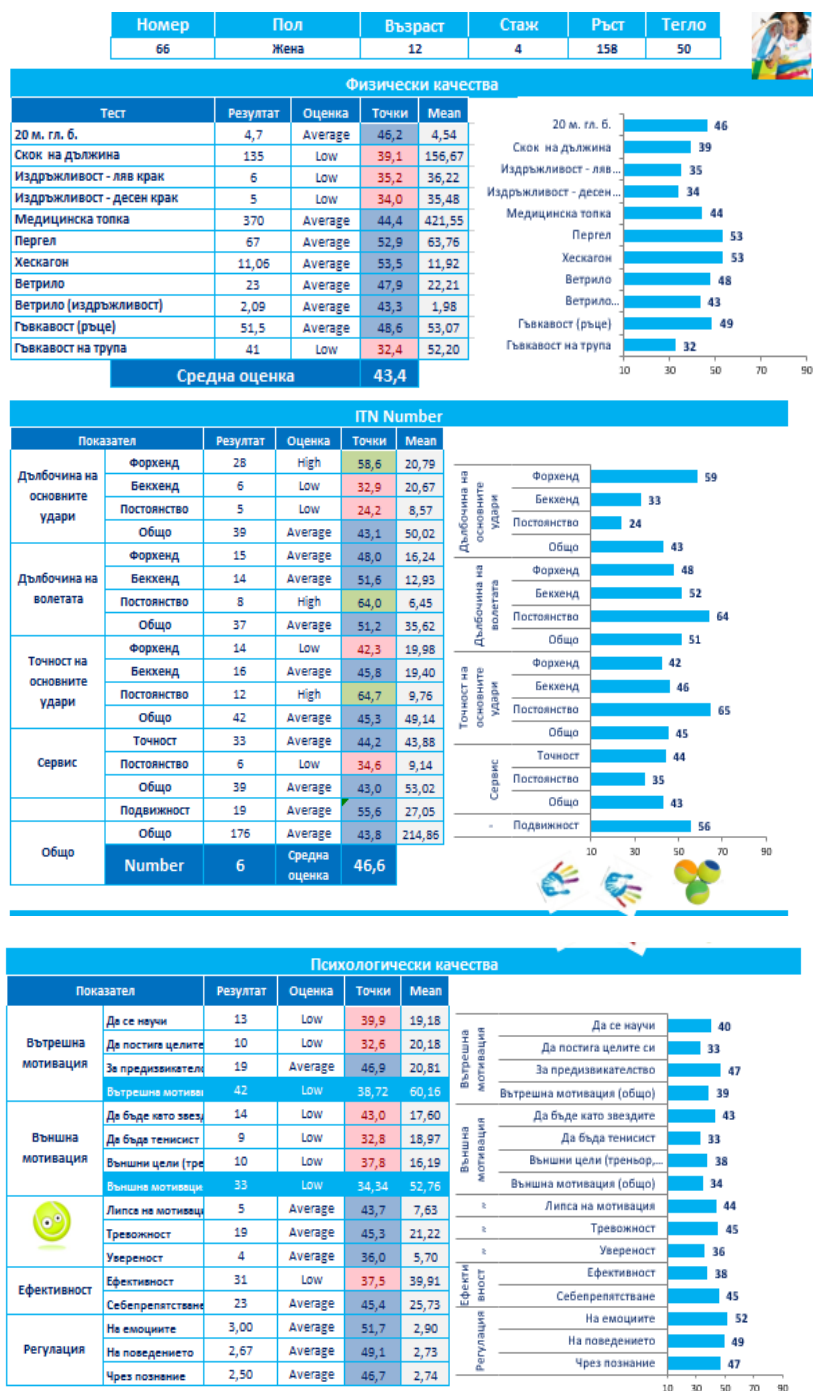 Номер Пол Възраст Стаж Ръст Тегло
66 Жена 12 4 158 50
Физически качества
Тест Резултат Оценка Точки Mean
20 м. гл. б. 4,7 Average 46,2 4,54
Скок на дължина 135 Low 39,1 156,67
Издръжливост - ляв крак 6 Low 35,2 36,22
Издръжливост - десен крак 5 Low 34,0 35,48
Медицинска топка 370 Average 44,4 421,55
Пергел 67 Average 52,9 63,76
Хескагон 11,06 Average 53,5 11,92
Ветрило 23 Average 47,9 22,21
Ветрило (издръжливост) 2,09 Average 43,3 1,98
Гъвкавост (ръце) 51,5 Average 48,6 53,07
Гъвкавост на трупа 41 Low 32,4 52,20
Средна оценка 43,4
20 м. гл. б. 46
Скок на дължина 39
Издръжливост - ляв... 35
Издръжливост - десен... 34
Медицинска топка 44
Пергел 53
Хескагон 53
Ветрило 48
Ветрило... 43
Гъвкавост (ръце) 49
Гъвкавост на трупа 32
10 30 50 70 90
ITN Number
Показател Резултат Оценка Точки Mean
Дълбочина на основните удари
Форхенд 28 High 58,6 20,79
Бекхенд 6 Low 32,9 20,67
Постоянство 5 Low 24,2 8,57
Общо 39 Average 43,1 50,02
Дълбочина на волетата
Форхенд 15 Average 48,0 16,24
Бекхенд 14 Average 51,6 12,93
Постоянство 8 High 64,0 6,45
Общо 37 Average 51,2 35,62
Точност на основните удари
Форхенд 14 Low 42,3 19,98
Бекхенд 16 Average 45,8 19,40
Постоянство 12 High 64,7 9,76
Общо 42 Average 45,3 49,14
Сервис
Точност 33 Average 44,2 43,88
Постоянство 6 Low 34,6 9,14
Общо 39 Average 43,0 53,02
Подвижност 19 Average 55,6 27,05
Общо
Общо 176 Average 43,8 214,86
Number 6 Средна оценка 46,6
Дълбочина на основните удари
Форхенд 59
Бекхенд 33
Постоянство 24
Общо 43
Дълбочина на волетата
Форхенд 48
Бекхенд 52
Постоянство 64
Общо 51
Точност на основните удари
Форхенд 42
Бекхенд 46
Постоянство 65
Общо 45
Сервис
Точност 44
Постоянство 35
Общо 43
Подвижност 56
10 30 50 70 90
Психологически качества
Показател Резултат Оценка Точки Mean
Вътрешна мотивация
Да се научи 13 Low 39,9 19,18
Да постига целите 10 Low 32,6 20,18
За предизвикателс 19 Average 46,9 20,81
Вътрешна мотивац 42 Low 38,72 60,16
Външна мотивация
Да бъде като звезд 14 Low 43,0 17,60
Да бъда тенисист 9 Low 32,8 18,97
Външни цели (тре 10 Low 37,8 16,19
Външна мотиваци 33 Low 34,34 52,76
Липса на мотиваци 5 Average 43,7 7,63
Тревожност 19 Average 45,3 21,22
Увереност 4 Average 36,0 5,70
Ефективност
Ефективност 31 Low 37,5 39,91
Себепрепятстване 23 Average 45,4 25,73
Регулация
На емоциите 3,00 Average 51,7 2,90
На поведението 2,67 Average 49,1 2,73
Чрез познание 2,50 Average 46,7 2,74
Вътрешна мотивация
Да се научи 40
Да постига целите си 33
За предизвикателство 47
Вътрешна мотивация (общо) 39
Външна мотивация
Да бъде като звездите 43
Да бъда тенисист 33
Външни цели (треньор,... 38
Външна мотивация (общо) 34
Липса на мотивация 44
Тревожност 45
Увереност 36
Ефективност
Ефективност 38
Себепрепятстване 45
Регулация
На емоциите 52
На поведението 49
Чрез познание 47
10 30 50 70 90